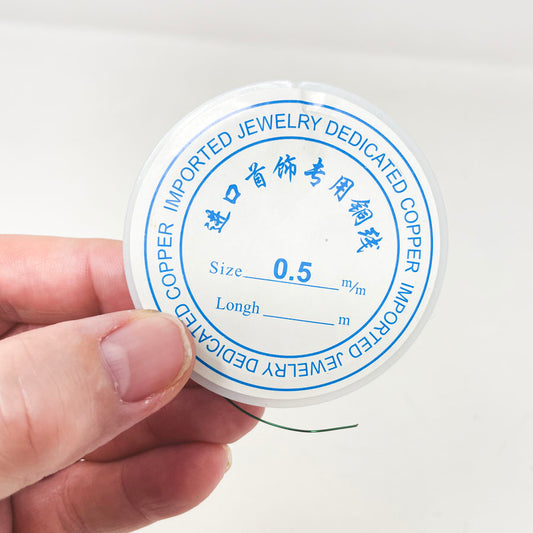 IMPORTED JEWELRY DEDICATED COPPER
进口首饰专用铜线
Size 0.5 m/m
Longh m
IMPORTED JEWELRY DEDICATED COPPER